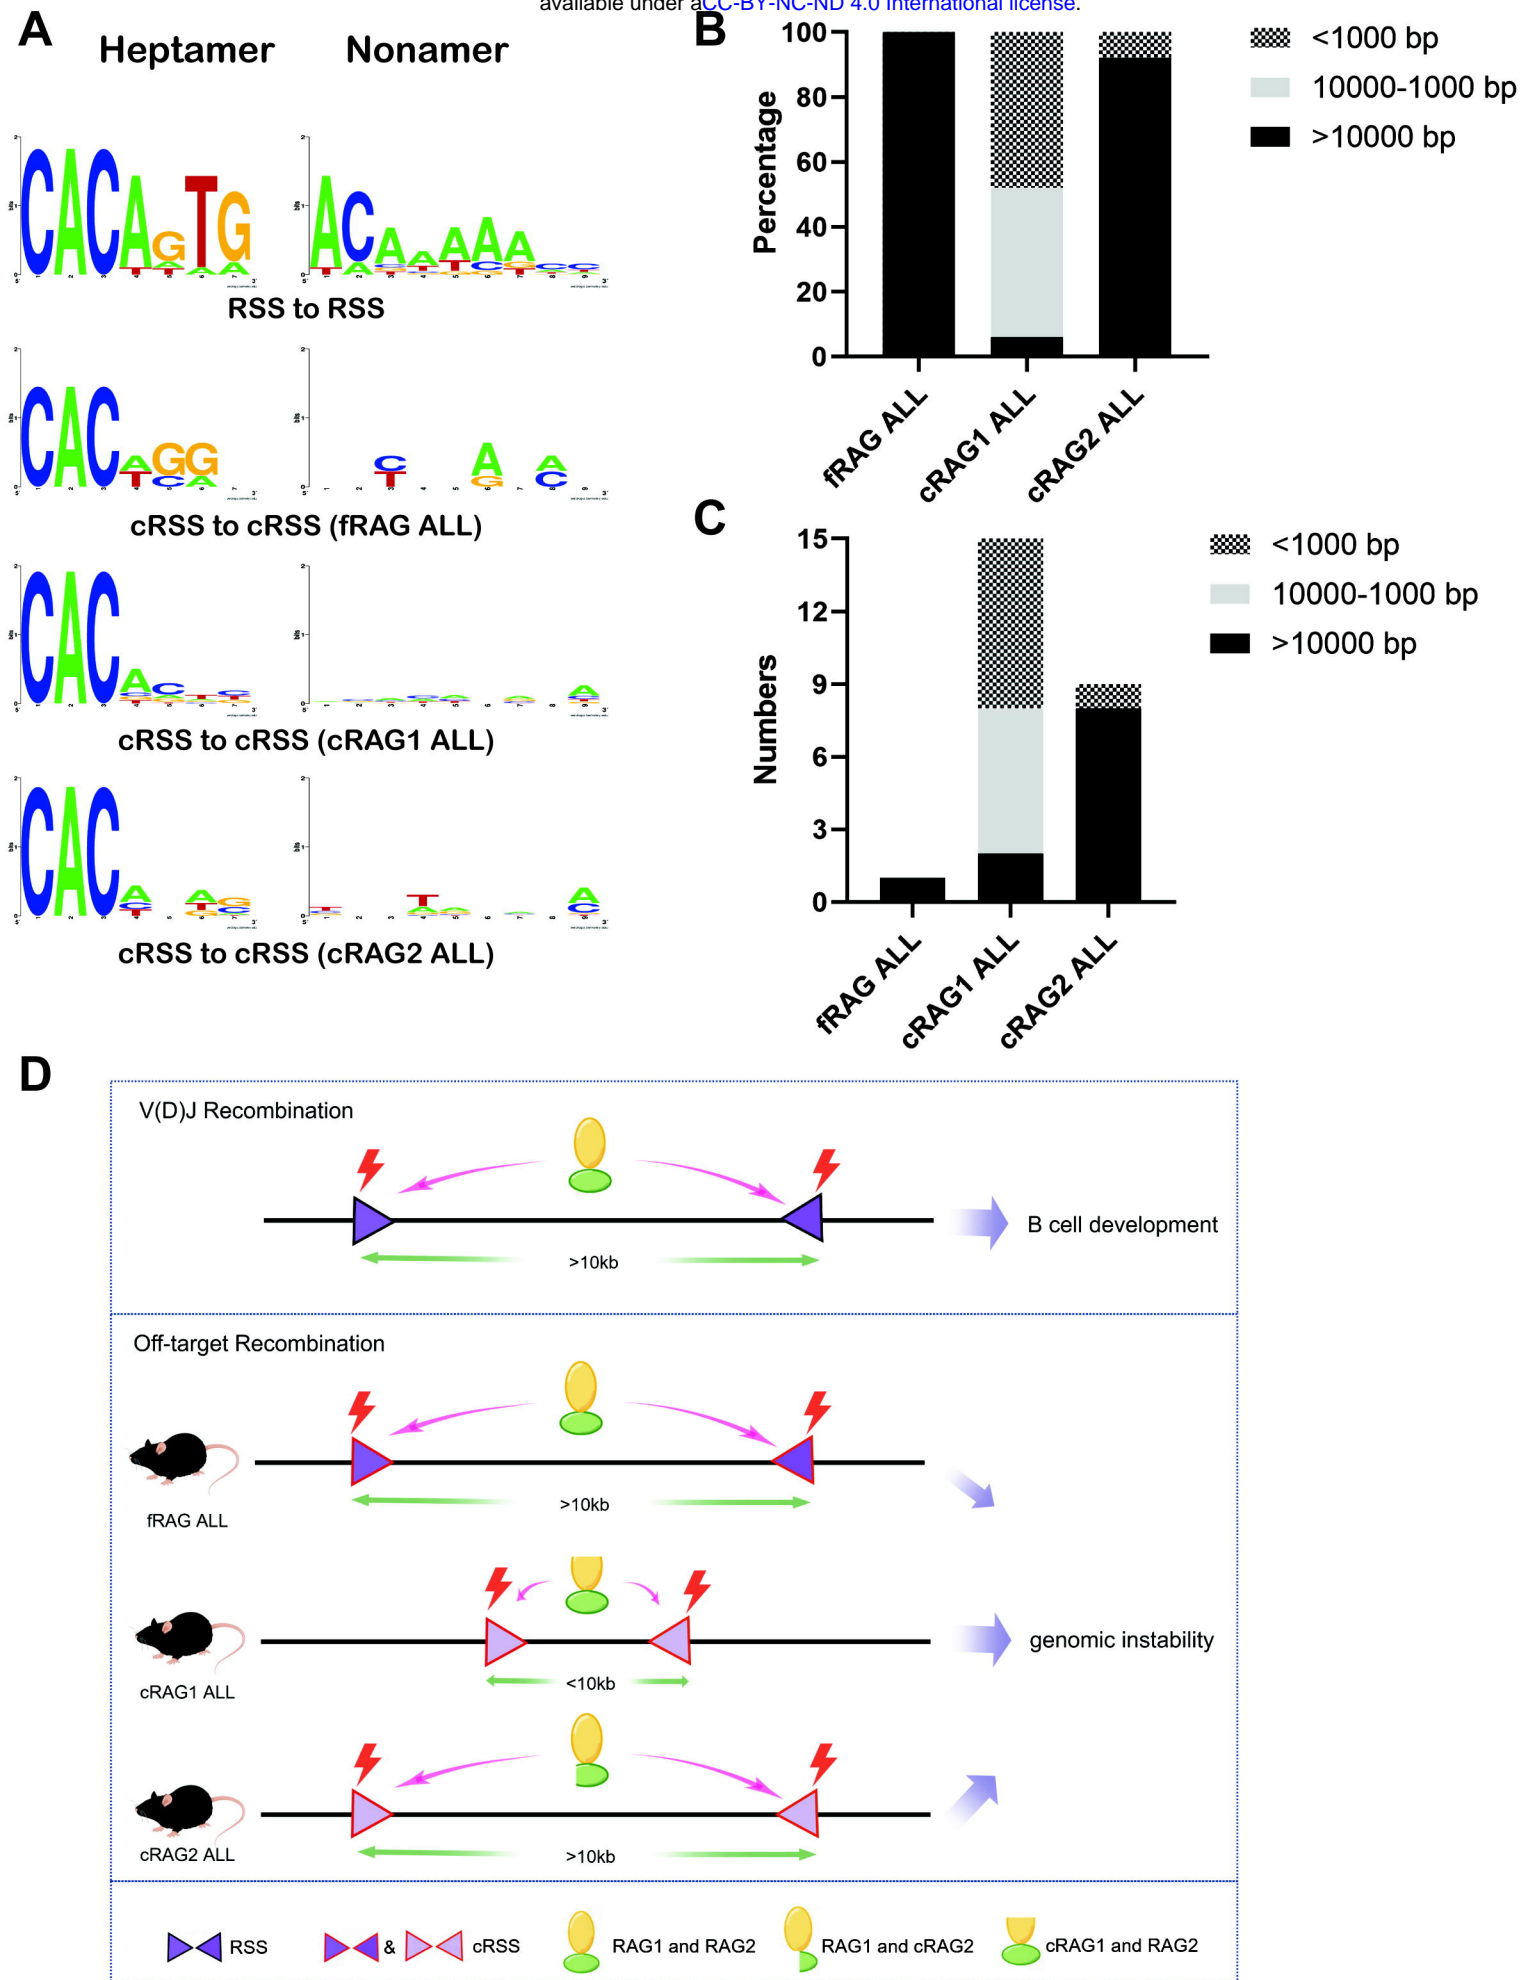 available under aCC-BY-NC-ND 4.0 International license.
A
Heptamer Nonamer
RSS to RSS
cRSS to cRSS (fRAG ALL)
cRSS to cRSS (cRAG1 ALL)
cRSS to cRSS (cRAG2 ALL)
B
Percentage
100
80
60
40
20
0
fRAG ALL
cRAG1 ALL
cRAG2 ALL
<1000 bp
10000-1000 bp
>10000 bp
C
Numbers
15
12
9
6
3
0
fRAG ALL
cRAG1 ALL
cRAG2 ALL
<1000 bp
10000-1000 bp
>10000 bp
D
V(D)J Recombination
>10kb
B cell development
Off-target Recombination
>10kb
fRAG ALL
<10kb
cRAG1 ALL
genomic instability
>10kb
cRAG2 ALL
RSS
& cRSS
RAG1 and RAG2
RAG1 and cRAG2
cRAG1 and RAG2